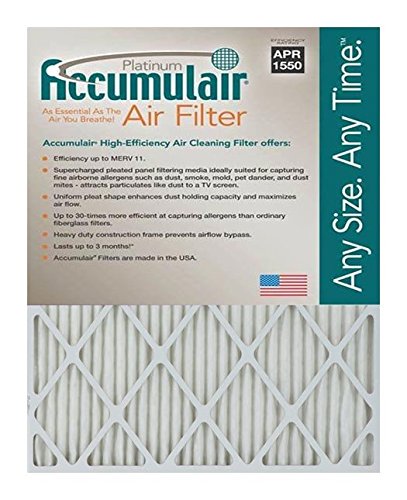 Platinum
Accumulair®
As Essential As The
Air You Breathe!
Air Filter
EFFICIENCY
RATING
APR
1550
Any Size. Any Time.™
Accumulair® High-Efficiency Air Cleaning Filter offers:
Efficiency up to MERV 11.
Supercharged pleated panel filtering media ideally suited for capturing
fine airborne allergens such as dust, smoke, mold, pet dander, and dust
mites - attracts particulates like dust to a TV screen.
Uniform pleat shape enhances dust holding capacity and maximizes
air flow.
Up to 30-times more efficient at capturing allergens than ordinary
fiberglass filters.
Heavy duty construction frame prevents airflow bypass.
Lasts up to 3 months!*
Accumulair® Filters are made in the USA.